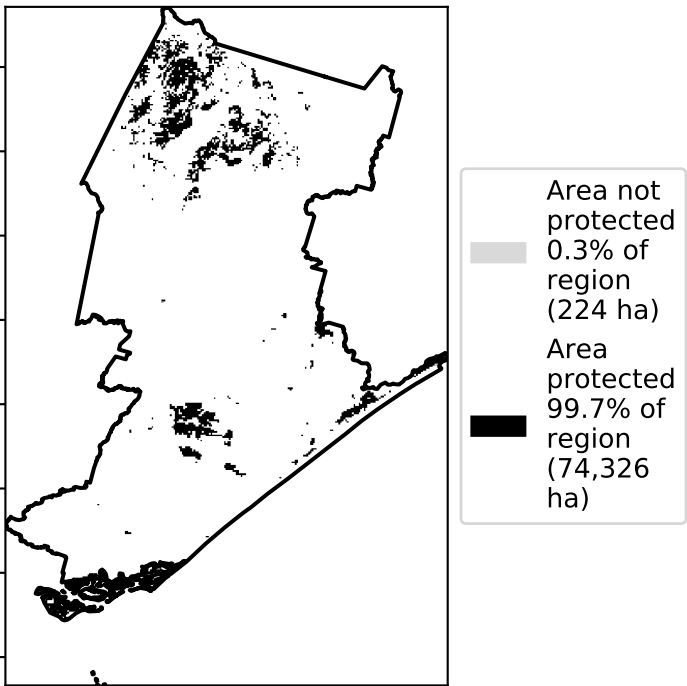 Area not
protected
0.3% of
region
(224 ha)
Area
protected
99.7% of
region
(74,326
ha)